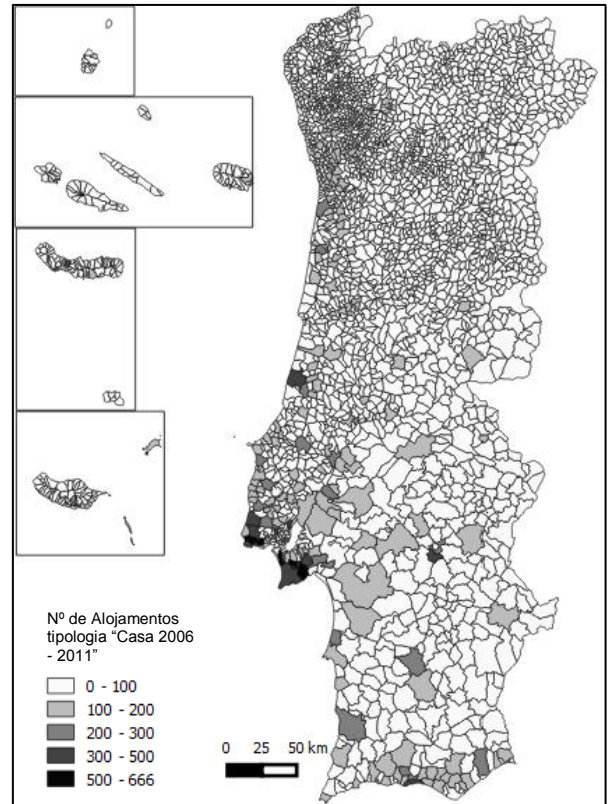 Nº de Alojamentos
tipologia “Casa 2006
- 2011”
0 - 100
100 - 200
200 - 300
300 - 500
500 - 666
0 25 50 km